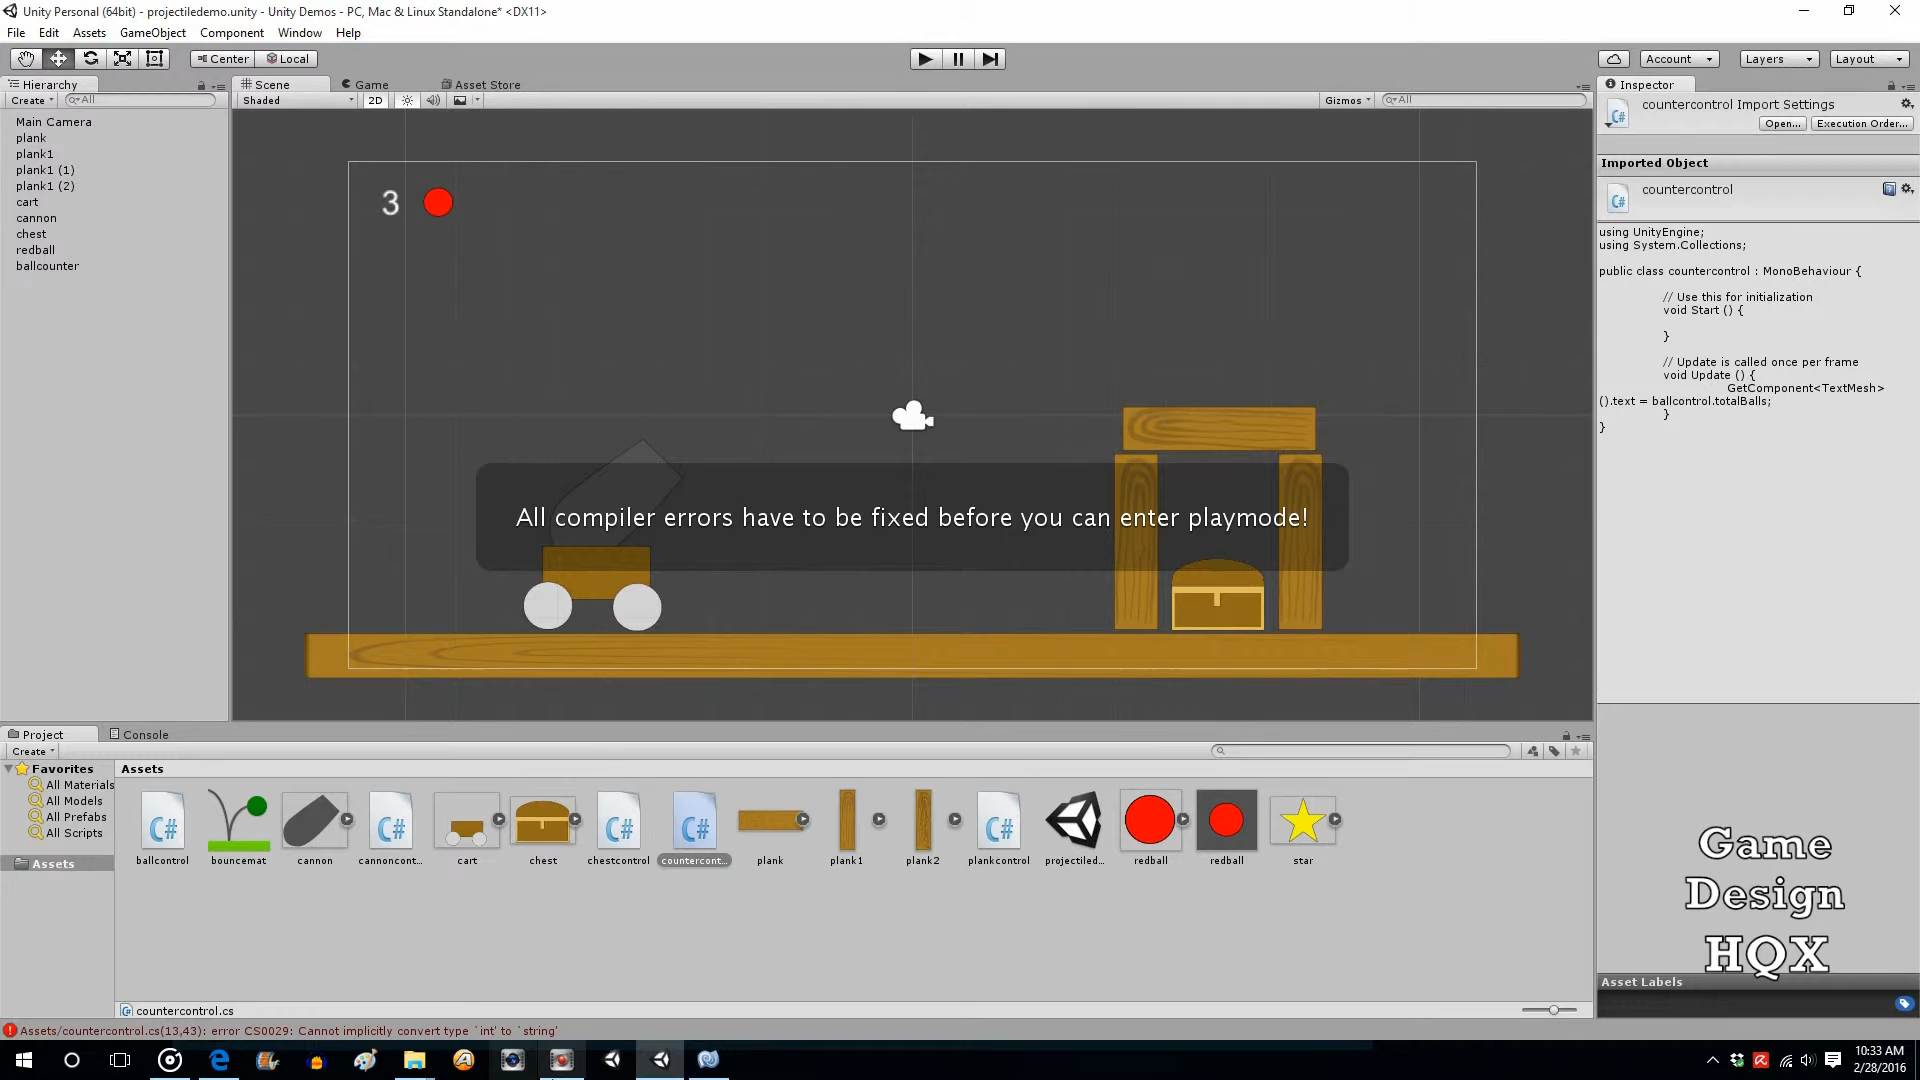 Unity Personal (64bit) - projectiledemo.unity - Unity Demos - PC, Mac & Linux Standalone* <DX11>
File Edit Assets GameObject Component Window Help
Center Local Account Layers Layout
Hierarchy
Create All
Main Camera
plank
plank1
plank1 (1)
plank1 (2)
cart
cannon
chest
redball
ballcounter
Scene Game Asset Store
Shaded 2D Gizmos All
3
All compiler errors have to be fixed before you can enter playmode!
Inspector
countercontrol Import Settings
Open... Execution Order...
Imported Object
countercontrol
using UnityEngine;
using System.Collections;
public class countercontrol : MonoBehaviour {
// Use this for initialization
void Start () {
}
// Update is called once per frame
void Update () {
GetComponent<TextMesh>
().text = ballcontrol.totalBalls;
}
}
Project Console
Create
Favorites
All Materials
All Models
All Prefabs
All Scripts
Assets
Assets
C# C# C# C# C#
ballcontrol bouncemat cannon cannoncont... cart chest chestcontrol countercont... plank plank1 plank2 plankcontrol projectiled... redball redball star
countercontrol.cs
Game
Design
HQX
Asset Labels
Assets/countercontrol.cs(13,43): error CS0029: Cannot implicitly convert type `int' to `string'
10:33 AM
2/28/2016